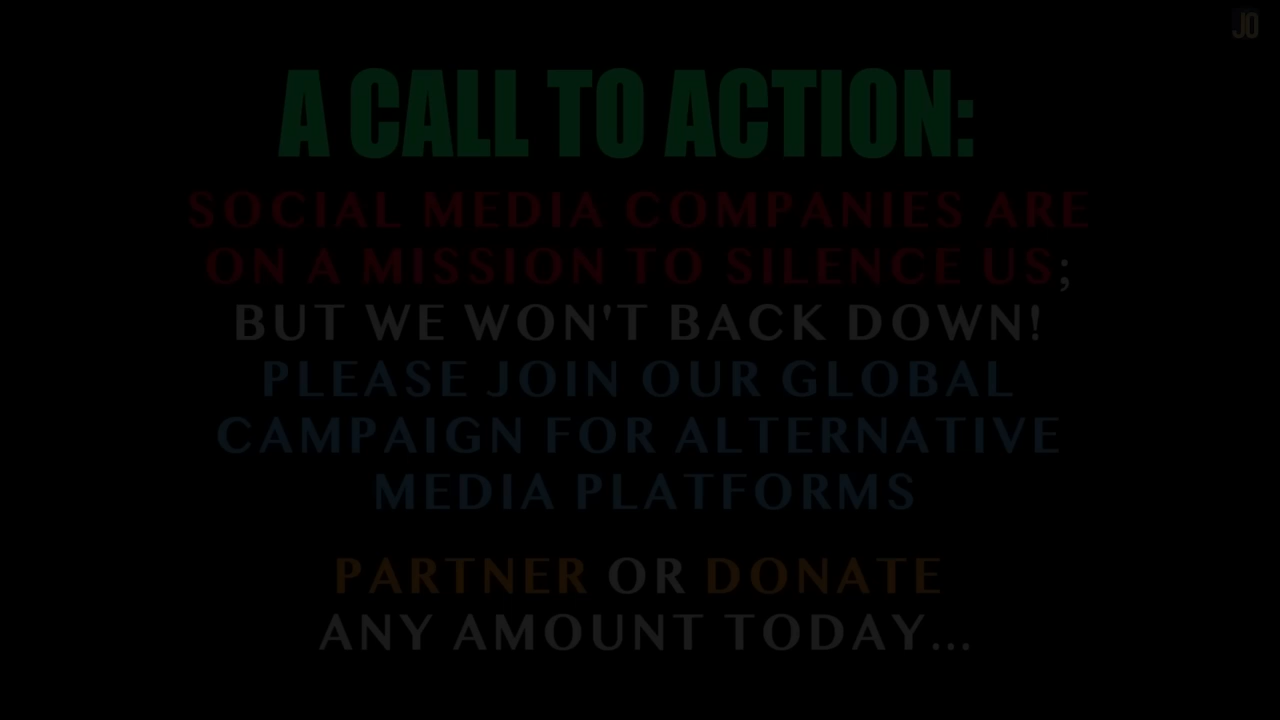 JO
A CALL TO ACTION:
SOCIAL MEDIA COMPANIES ARE
ON A MISSION TO SILENCE US;
BUT WE WON'T BACK DOWN!
PLEASE JOIN OUR GLOBAL
CAMPAIGN FOR ALTERNATIVE
MEDIA PLATFORMS
PARTNER OR DONATE
ANY AMOUNT TODAY...